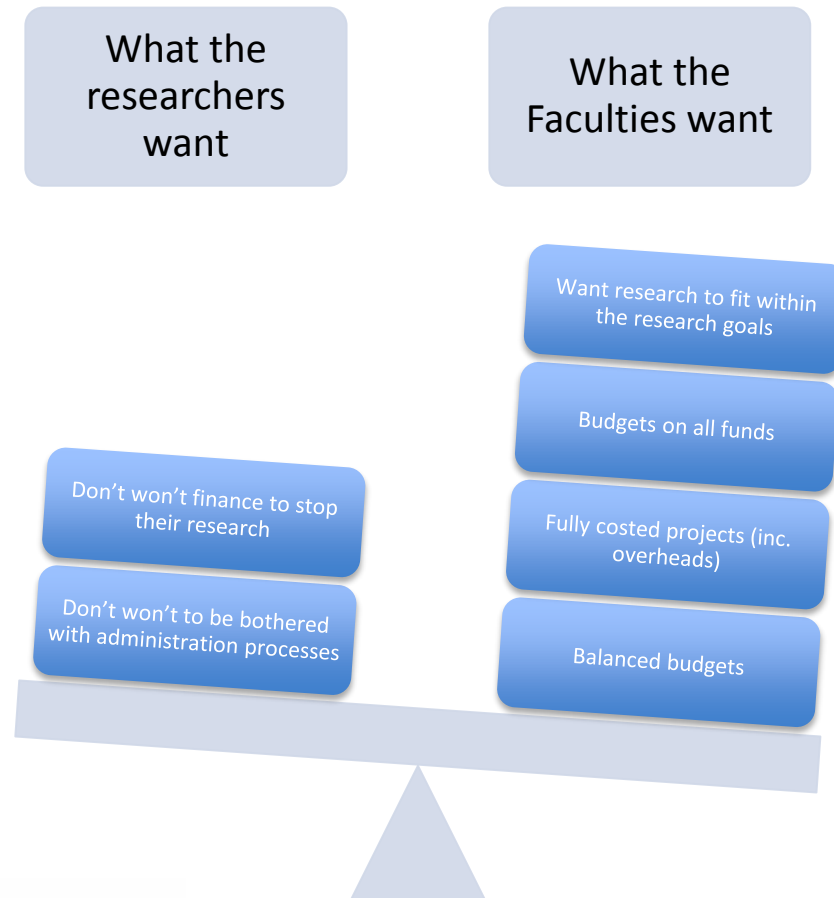 What the
researchers
want
What the
Faculties want
Want research to fit within
the research goals
Budgets on all funds
Don’t won’t finance to stop
their research
Fully costed projects (inc.
overheads)
Don’t won’t to be bothered
with administration processes
Balanced budgets